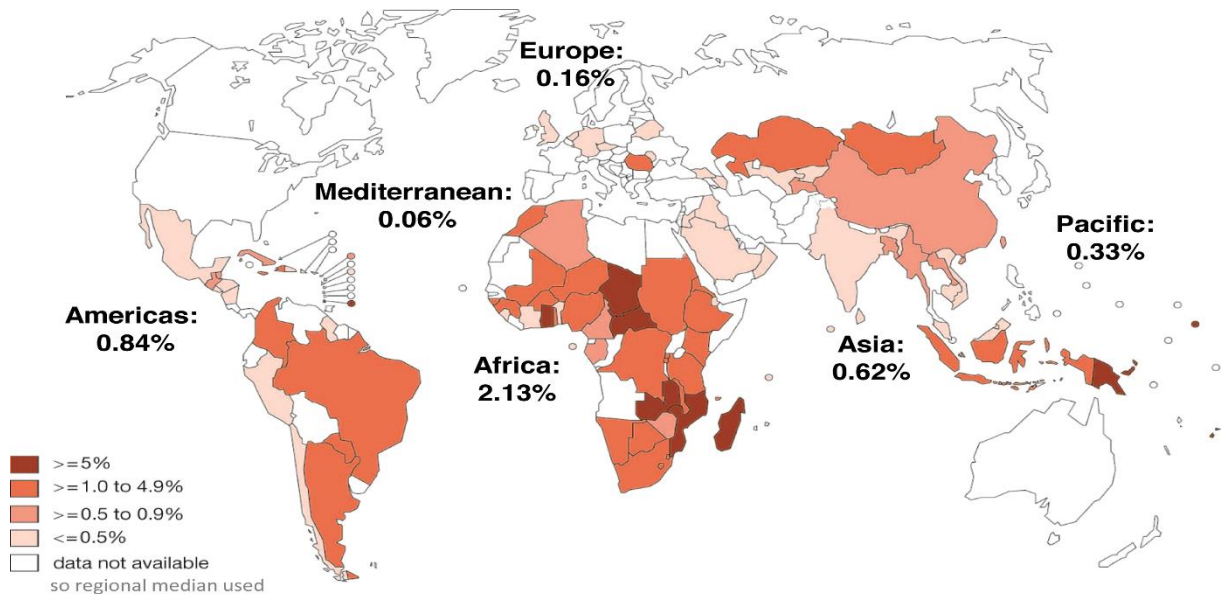 Europe:
0.16%
Mediterranean:
0.06%
Pacific:
0.33%
Americas:
0.84%
Africa:
2.13%
Asia:
0.62%
>=5%
>=1.0 to 4.9%
>=0.5 to 0.9%
<=0.5%
data not available
so regional median used